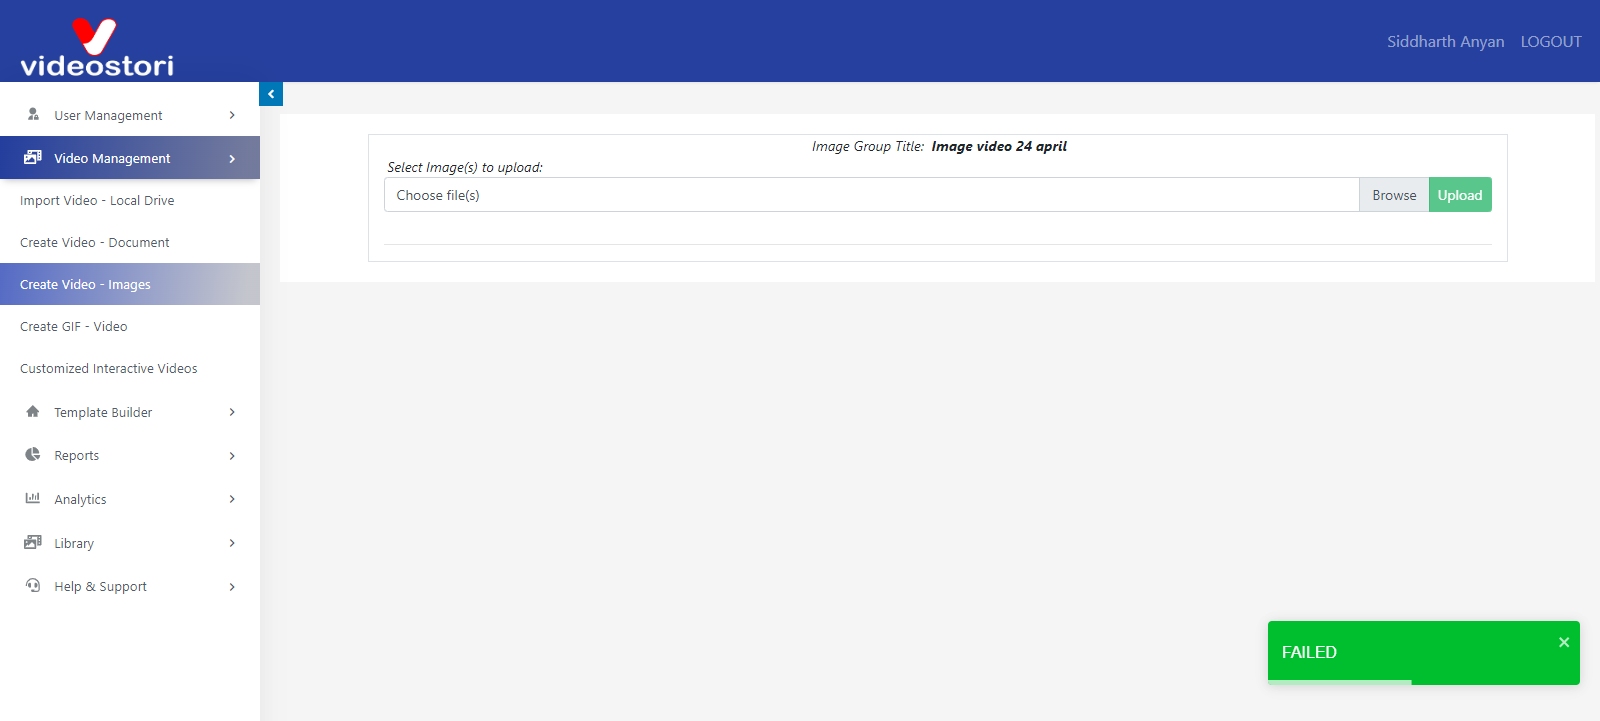 videostori
Siddharth Anyan LOGOUT
User Management
Video Management
Import Video - Local Drive
Create Video - Document
Create Video - Images
Create GIF - Video
Customized Interactive Videos
Template Builder
Reports
Analytics
Library
Help & Support
Image Group Title: Image video 24 april
Select Image(s) to upload:
Choose file(s) Browse Upload
FAILED